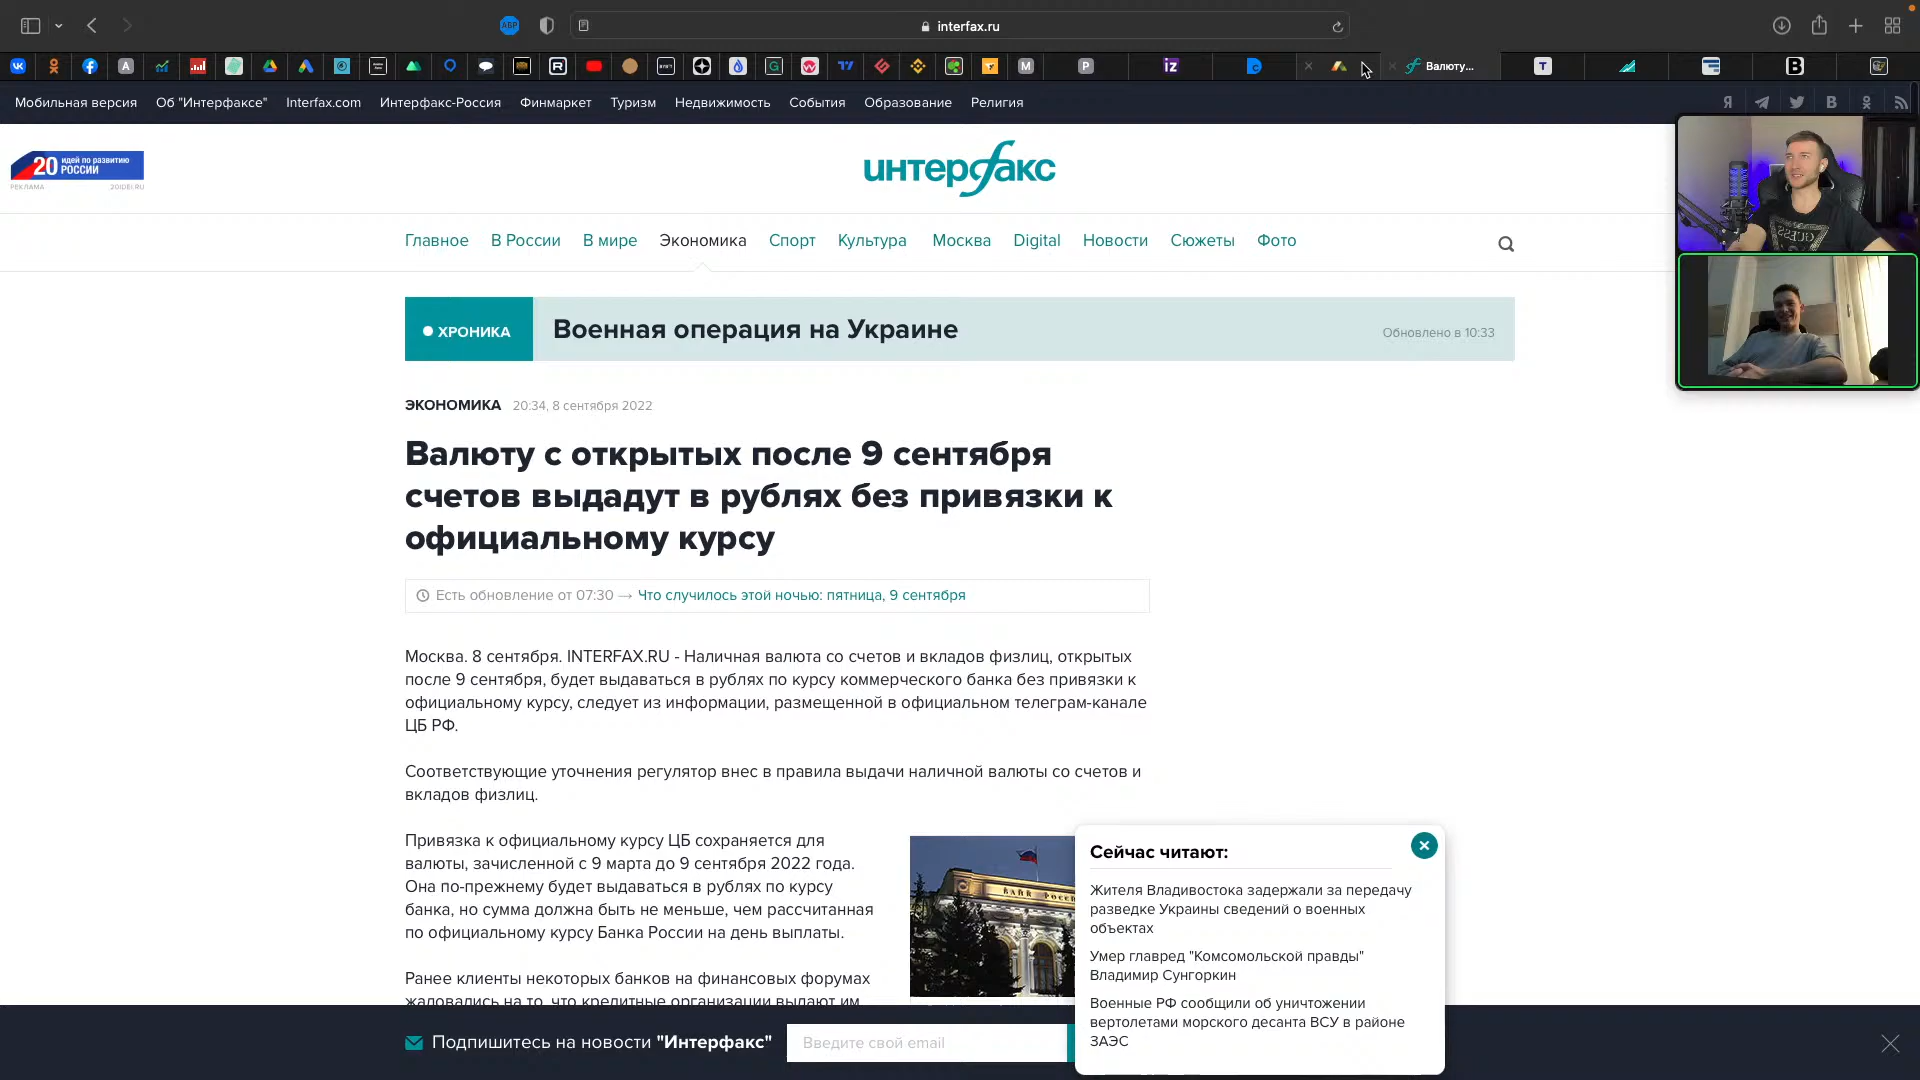 interfax.ru
Валюту...
Мобильная версия Об "Интерфаксе" Interfax.com Интерфакс-Россия Финмаркет Туризм Недвижимость События Образование Религия
20 идей по развитию
РОССИИ
РЕКЛАМА 20IDEI.RU
интерфакс
Главное В России В мире Экономика Спорт Культура Москва Digital Новости Сюжеты Фото
ХРОНИКА Военная операция на Украине Обновлено в 10:33
ЭКОНОМИКА 20:34, 8 сентября 2022
Валюту с открытых после 9 сентября
счетов выдадут в рублях без привязки к
официальному курсу
Есть обновление от 07:30 → Что случилось этой ночью: пятница, 9 сентября
Москва. 8 сентября. INTERFAX.RU - Наличная валюта со счетов и вкладов физлиц, открытых
после 9 сентября, будет выдаваться в рублях по курсу коммерческого банка без привязки к
официальному курсу, следует из информации, размещенной в официальном телеграм-канале
ЦБ РФ.
Соответствующие уточнения регулятор внес в правила выдачи наличной валюты со счетов и
вкладов физлиц.
Привязка к официальному курсу ЦБ сохраняется для
валюты, зачисленной с 9 марта до 9 сентября 2022 года.
Она по-прежнему будет выдаваться в рублях по курсу
банка, но сумма должна быть не меньше, чем рассчитанная
по официальному курсу Банка России на день выплаты.
Ранее клиенты некоторых банков на финансовых форумах
жаловались на то, что кредитные организации выдают им
Сейчас читают:
Жителя Владивостока задержали за передачу
разведке Украины сведений о военных
объектах
Умер главред "Комсомольской правды"
Владимир Сунгоркин
Военные РФ сообщили об уничтожении
вертолетами морского десанта ВСУ в районе
ЗАЭС
Подпишитесь на новости "Интерфакс" Введите свой email